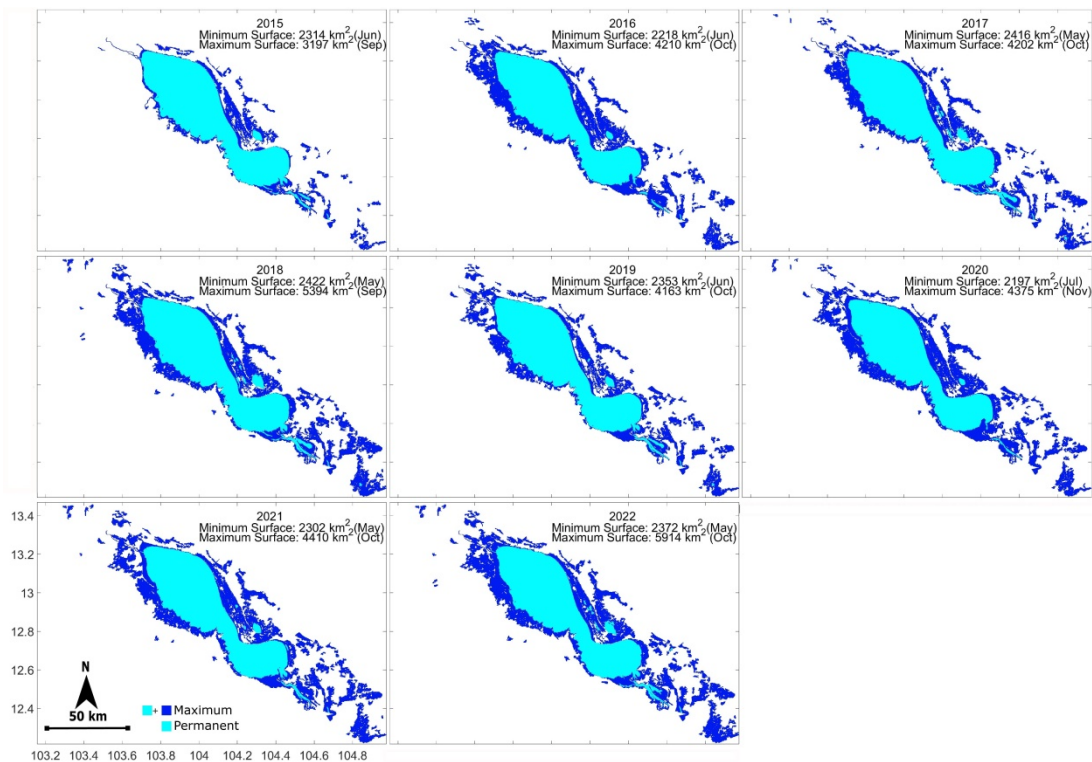 2015
Minimum Surface: 2314 km² (Jun)
Maximum Surface: 3197 km² (Sep)
2016
Minimum Surface: 2218 km² (Jun)
Maximum Surface: 4210 km² (Oct)
2017
Minimum Surface: 2416 km² (May)
Maximum Surface: 4202 km² (Oct)
2018
Minimum Surface: 2422 km² (May)
Maximum Surface: 5394 km² (Sep)
2019
Minimum Surface: 2353 km² (Jun)
Maximum Surface: 4163 km² (Oct)
2020
Minimum Surface: 2197 km² (Jul)
Maximum Surface: 4375 km² (Nov)
2021
Minimum Surface: 2302 km² (May)
Maximum Surface: 4410 km² (Oct)
2022
Minimum Surface: 2372 km² (May)
Maximum Surface: 5914 km² (Oct)
13.4
13.2
13
12.8
12.6
12.4
N
50 km
+ Maximum
Permanent
103.2 103.4 103.6 103.8 104 104.2 104.4 104.6 104.8